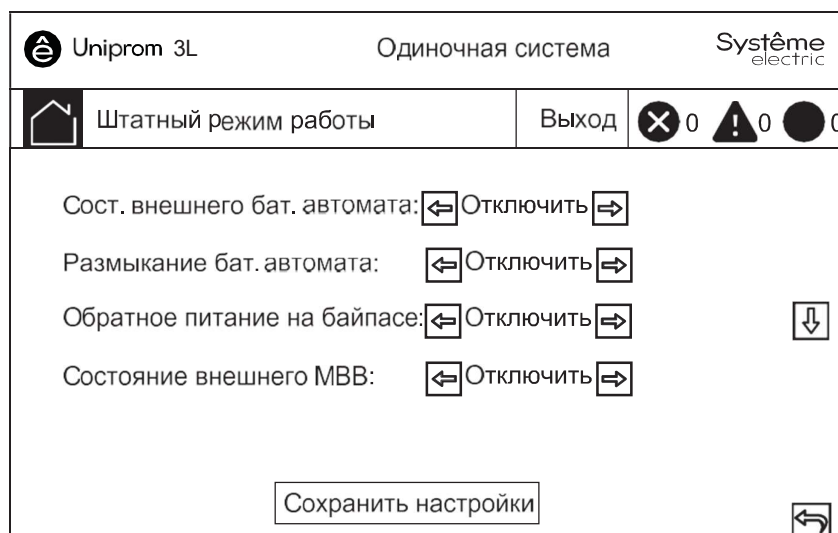 ê Uniprom 3L Одиночная система Systême electric
Штатный режим работы Выход 0 ! 0 0
Сост. внешнего бат. автомата: Отключить
Размыкание бат. автомата: Отключить
Обратное питание на байпасе: Отключить
Состояние внешнего МВВ: Отключить
Сохранить настройки